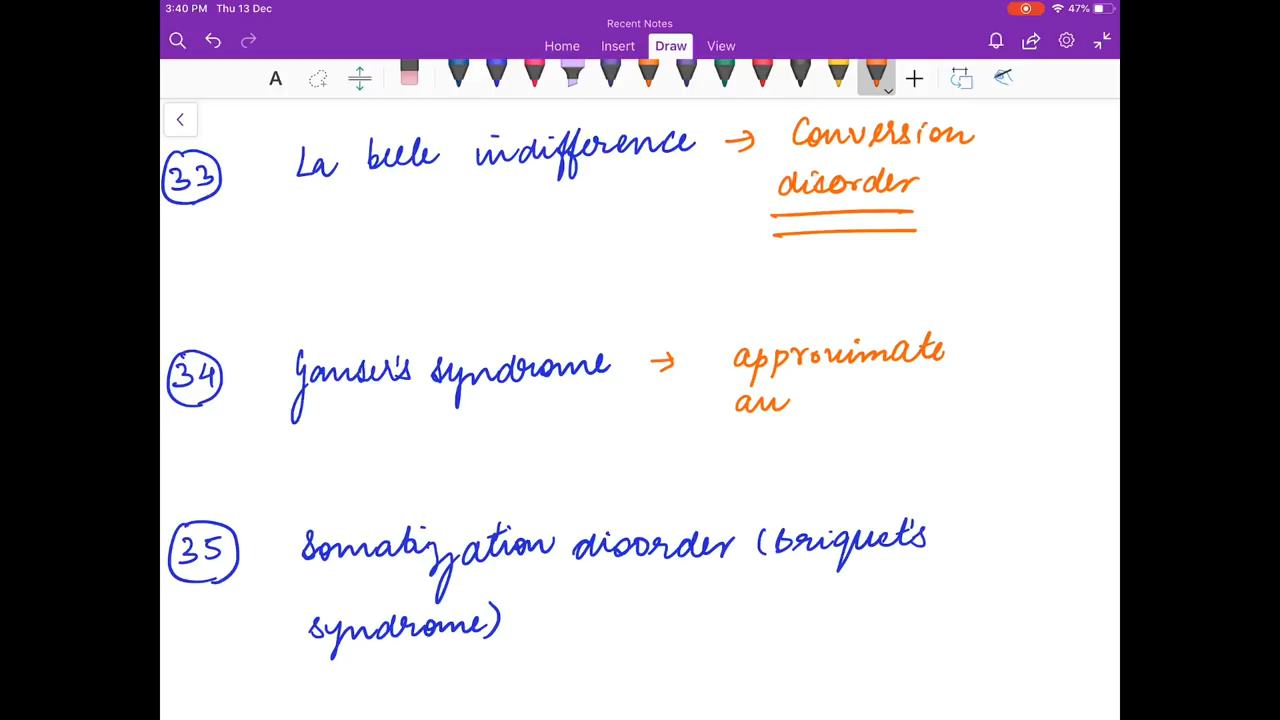 3:40 PM Thu 13 Dec
47%
Recent Notes
Home Insert Draw View
A
33 La belle indifference → Conversion
disorder
34 Ganser's syndrome → approximate
an
35 Somatization disorder (briquet's
syndrome)